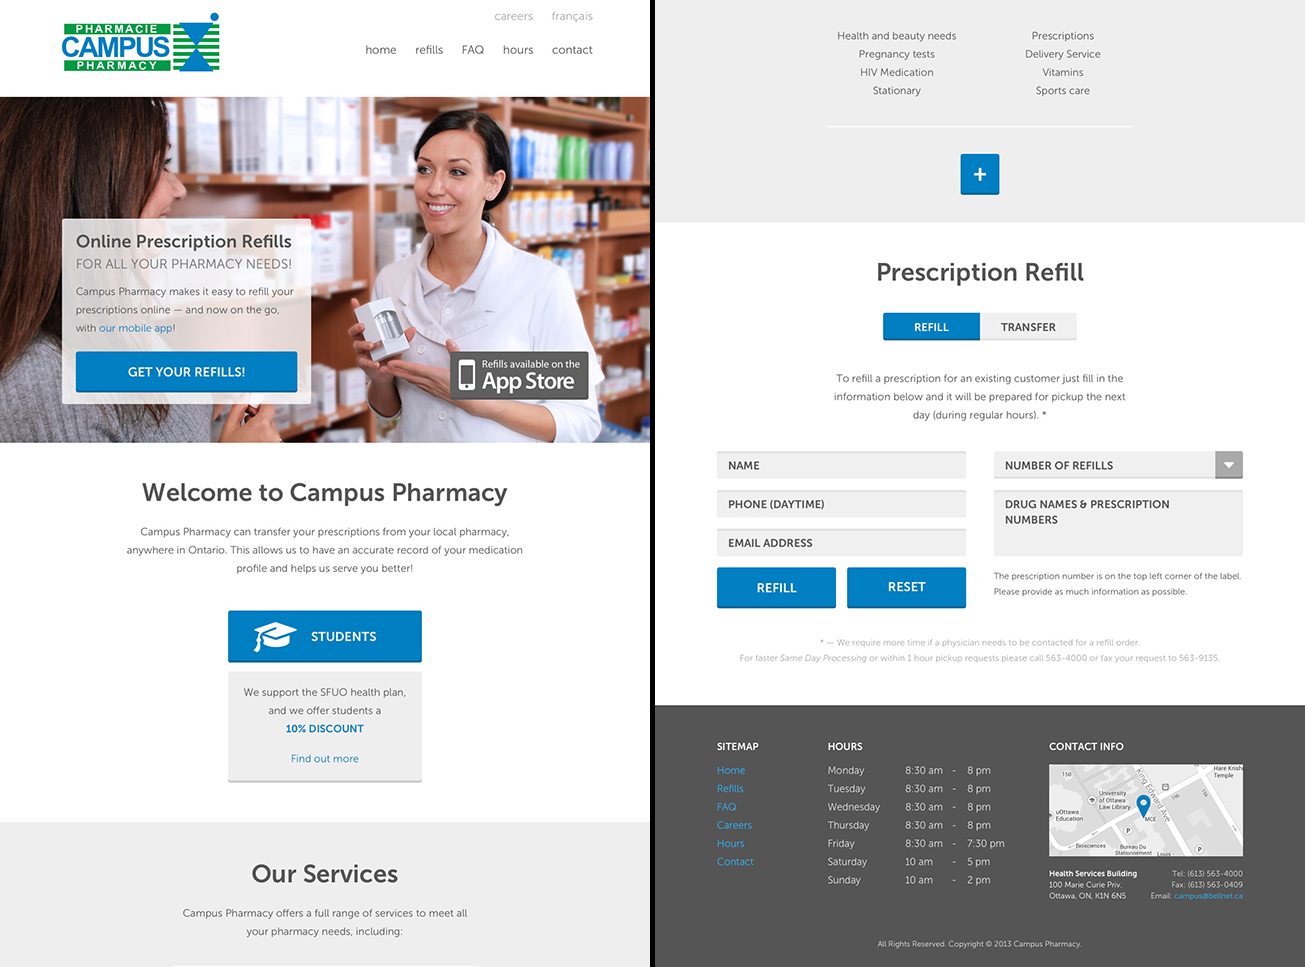 careers français
PHARMACIE
CAMPUS
PHARMACY
home refills FAQ hours contact
Online Prescription Refills
FOR ALL YOUR PHARMACY NEEDS!
Campus Pharmacy makes it easy to refill your
prescriptions online — and now on the go,
with our mobile app!
GET YOUR REFILLS!
Refills available on the
App Store
Welcome to Campus Pharmacy
Campus Pharmacy can transfer your prescriptions from your local pharmacy,
anywhere in Ontario. This allows us to have an accurate record of your medication
profile and helps us serve you better!
STUDENTS
We support the SFUO health plan,
and we offer students a
10% DISCOUNT
Find out more
Our Services
Campus Pharmacy offers a full range of services to meet all
your pharmacy needs, including:
Health and beauty needs Prescriptions
Pregnancy tests Delivery Service
HIV Medication Vitamins
Stationary Sports care
+
Prescription Refill
REFILL TRANSFER
To refill a prescription for an existing customer just fill in the
information below and it will be prepared for pickup the next
day (during regular hours). *
NAME
PHONE (DAYTIME)
EMAIL ADDRESS
REFILL RESET
NUMBER OF REFILLS
DRUG NAMES & PRESCRIPTION
NUMBERS
The prescription number is on the top left corner of the label.
Please provide as much information as possible.
* — We require more time if a physician needs to be contacted for a refill order.
For faster Same Day Processing or within 1 hour pickup requests please call 563-4000 or fax your request to 563-9135.
SITEMAP
Home
Refills
FAQ
Careers
Hours
Contact
HOURS
Monday 8:30 am - 8 pm
Tuesday 8:30 am - 8 pm
Wednesday 8:30 am - 8 pm
Thursday 8:30 am - 8 pm
Friday 8:30 am - 7:30 pm
Saturday 10 am - 5 pm
Sunday 10 am - 2 pm
CONTACT INFO
150
Hare Krish
Temple
King Edward Ave
196
195
University
of Ottawa
Law Library
uOttawa
Education
MCE
P
Biosciences
Bureau Du
Stationnement
Louis
P
Health Services Building Tel: (613) 563-4000
100 Marie Curie Priv. Fax: (613) 563-0409
Ottawa, ON, K1N 6N5 Email: campus@bellnet.ca
All Rights Reserved. Copyright © 2013 Campus Pharmacy.